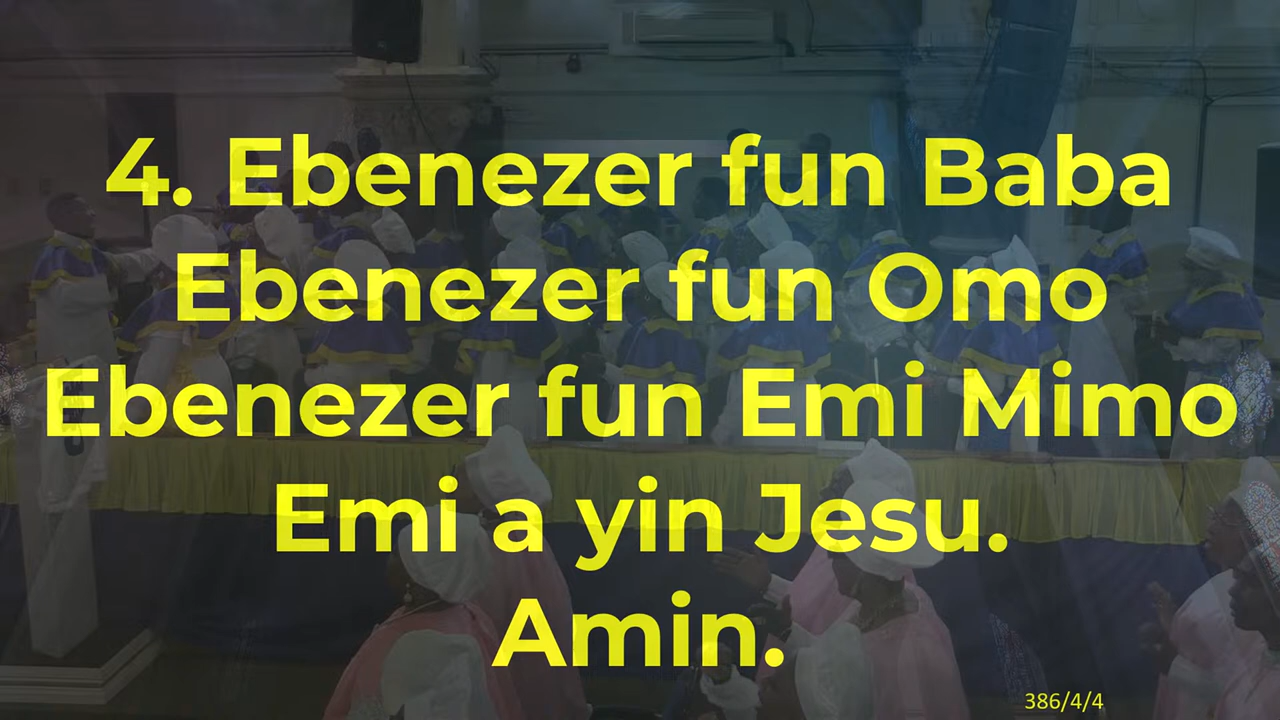 4. Ebenezer fun Baba
Ebenezer fun Omo
Ebenezer fun Emi Mimo
Emi a yin Jesu.
Amin.
386/4/4